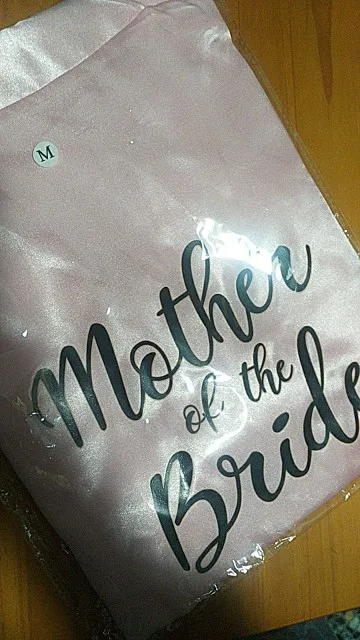 M
Mother
of the
Bride